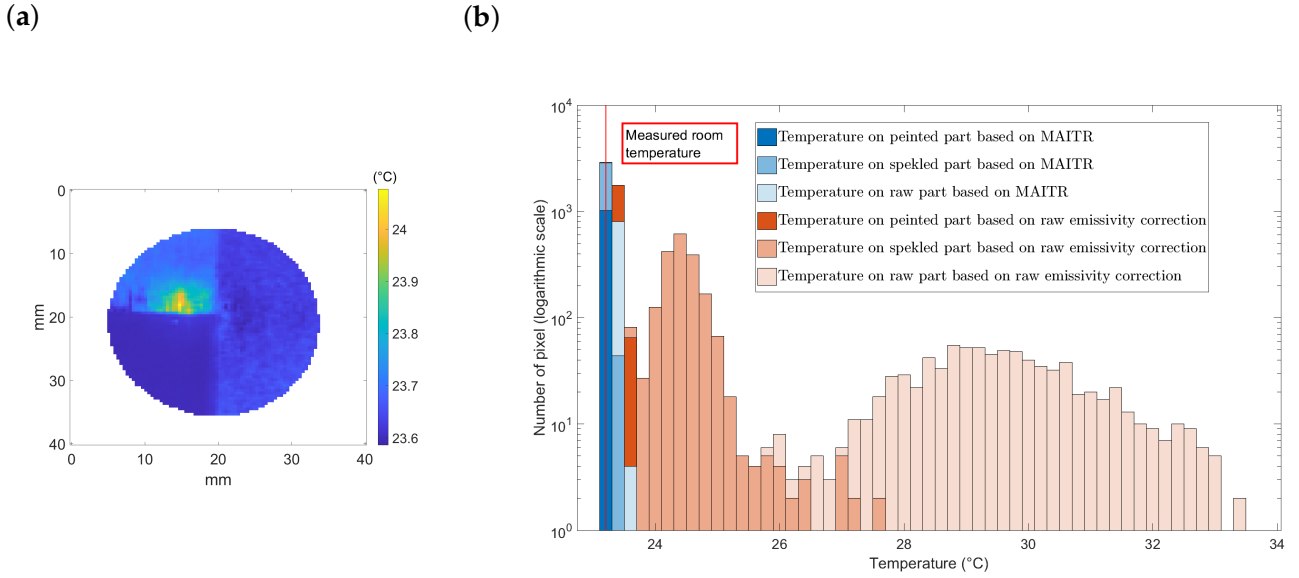 (a)
(b)
(°C)
0
10
20
30
40
mm
0
10
20
30
40
mm
24
23.9
23.8
23.7
23.6
10^4
10^3
10^2
10^1
10^0
Number of pixel (logarithmic scale)
Measured room
temperature
Temperature on peinted part based on MAITR
Temperature on spekled part based on MAITR
Temperature on raw part based on MAITR
Temperature on peinted part based on raw emissivity correction
Temperature on spekled part based on raw emissivity correction
Temperature on raw part based on raw emissivity correction
24
26
28
30
32
34
Temperature (°C)